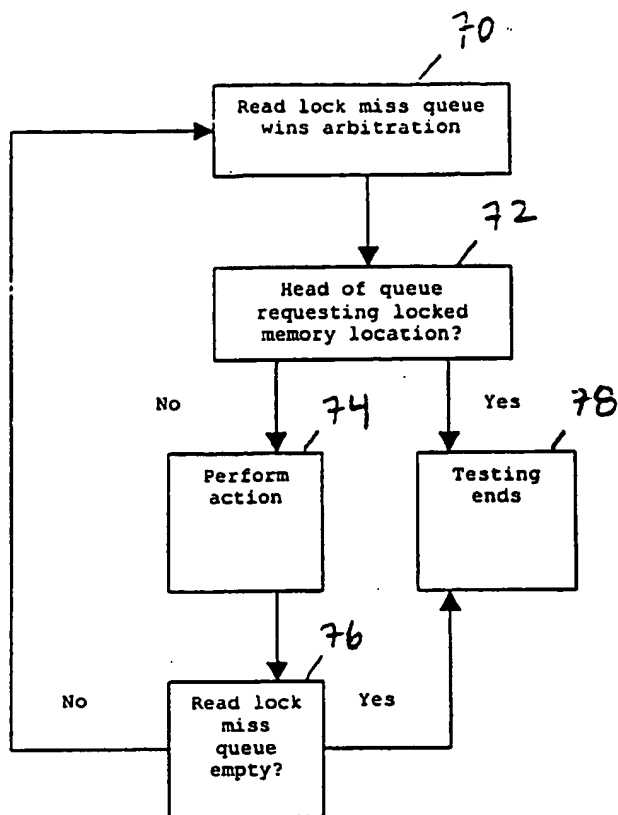 70
Read lock miss queue
wins arbitration
72
Head of queue
requesting locked
memory location?
No
74
Yes
78
Perform
action
Testing
ends
76
No
Read lock
miss
queue
empty?
Yes